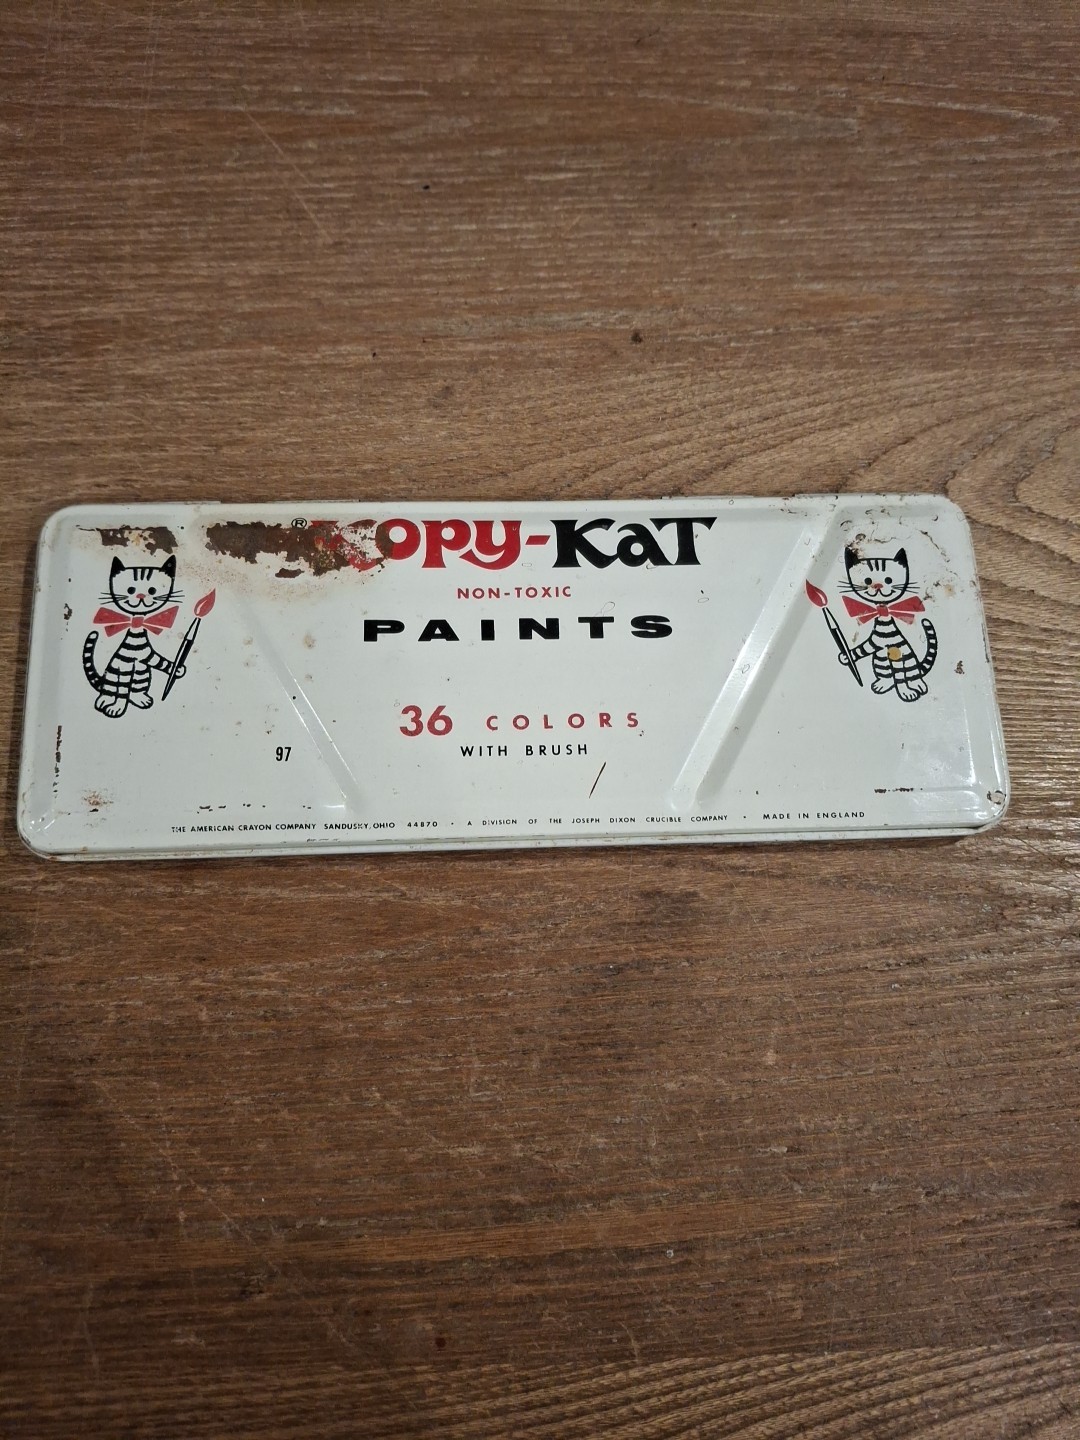 ® KOPY-KAT
NON-TOXIC
PAINTS
36 COLORS
WITH BRUSH
97
THE AMERICAN CRAYON COMPANY SANDUSKY, OHIO 44870 • A DIVISION OF THE JOSEPH DIXON CRUCIBLE COMPANY • MADE IN ENGLAND